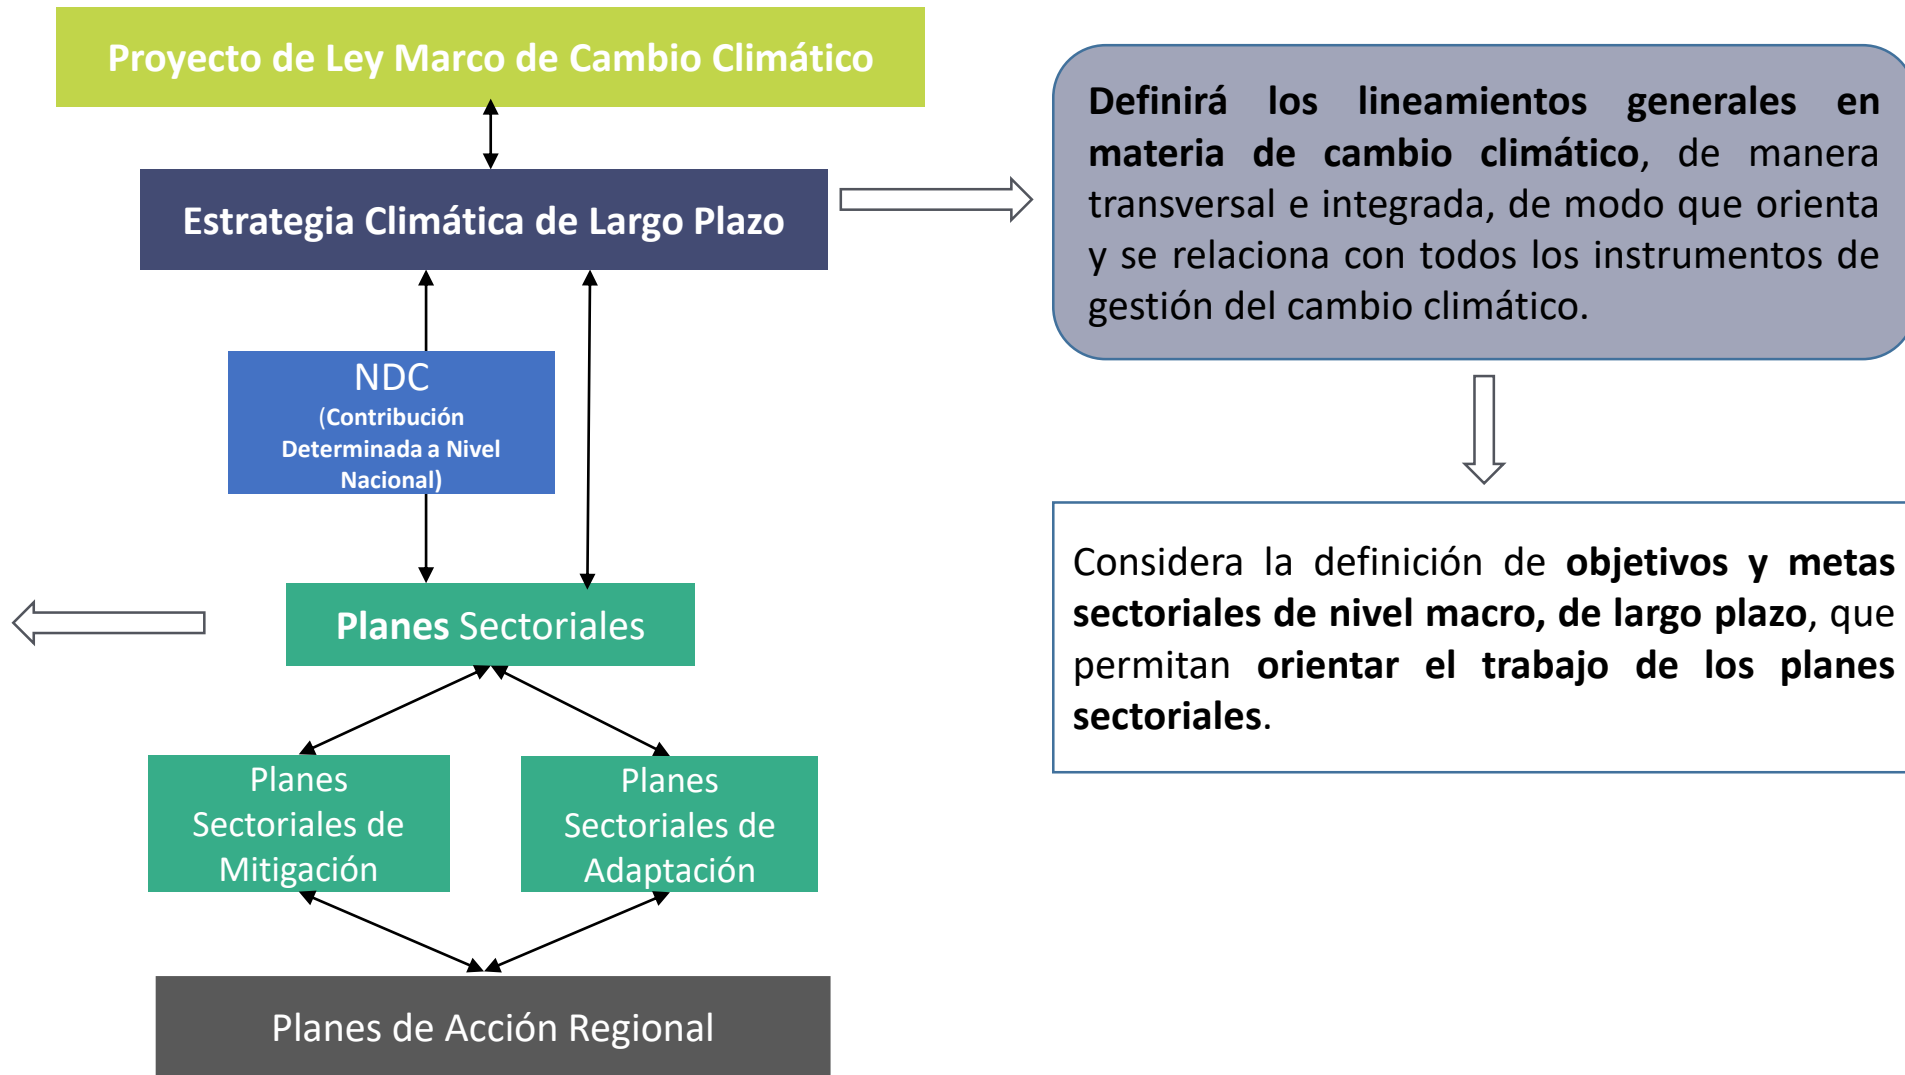 Proyecto de Ley Marco de Cambio Climático
Estrategia Climática de Largo Plazo
NDC
(Contribución
Determinada a Nivel
Nacional)
Planes Sectoriales
Planes
Sectoriales de
Mitigación
Planes
Sectoriales de
Adaptación
Planes de Acción Regional
Definirá los lineamientos generales en
materia de cambio climático, de manera
transversal e integrada, de modo que orienta
y se relaciona con todos los instrumentos de
gestión del cambio climático.
Considera la definición de objetivos y metas
sectoriales de nivel macro, de largo plazo, que
permitan orientar el trabajo de los planes
sectoriales.